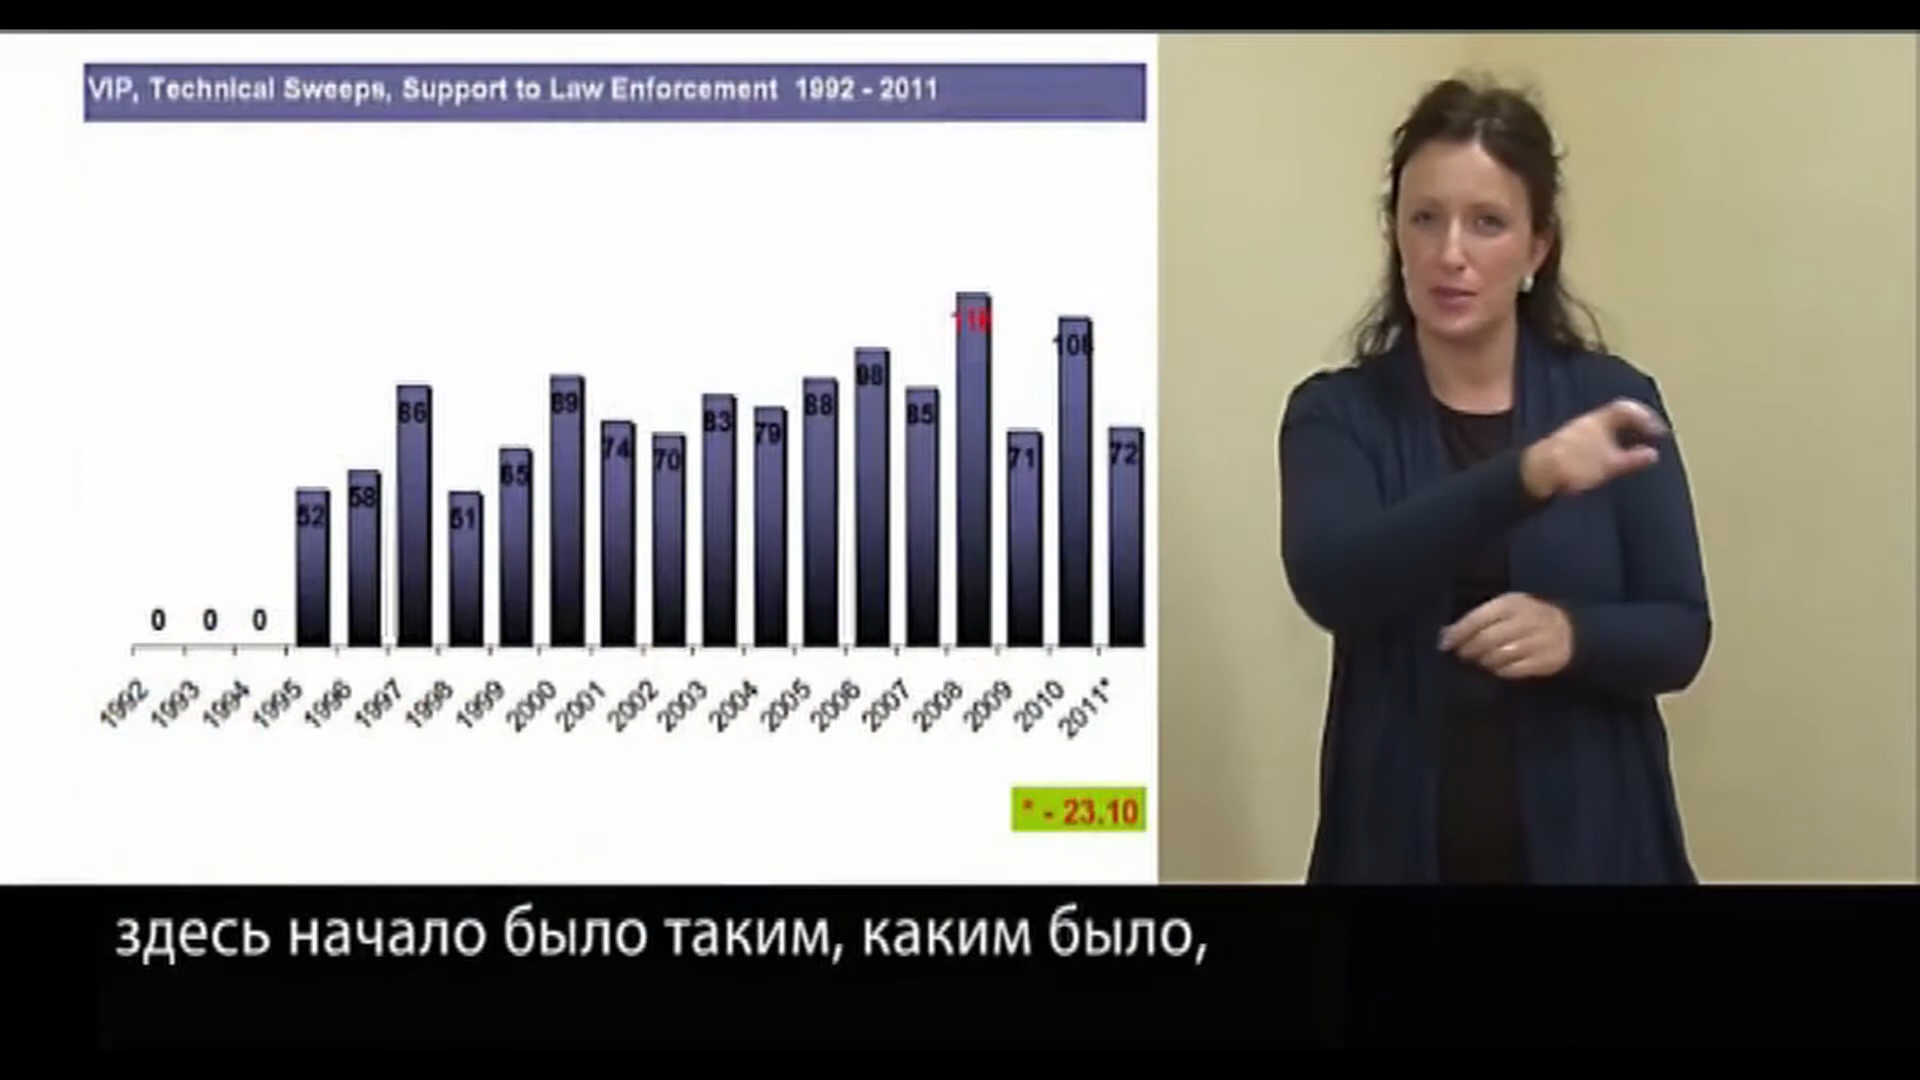 VIP, Technical Sweeps, Support to Law Enforcement 1992 - 2011
0 0 0 52 58 86 51 65 89 74 70 83 79 88 98 85 116 71 108 72
1992 1993 1994 1995 1996 1997 1998 1999 2000 2001 2002 2003 2004 2005 2006 2007 2008 2009 2010 2011*
* - 23.10
здесь начало было таким, каким было,